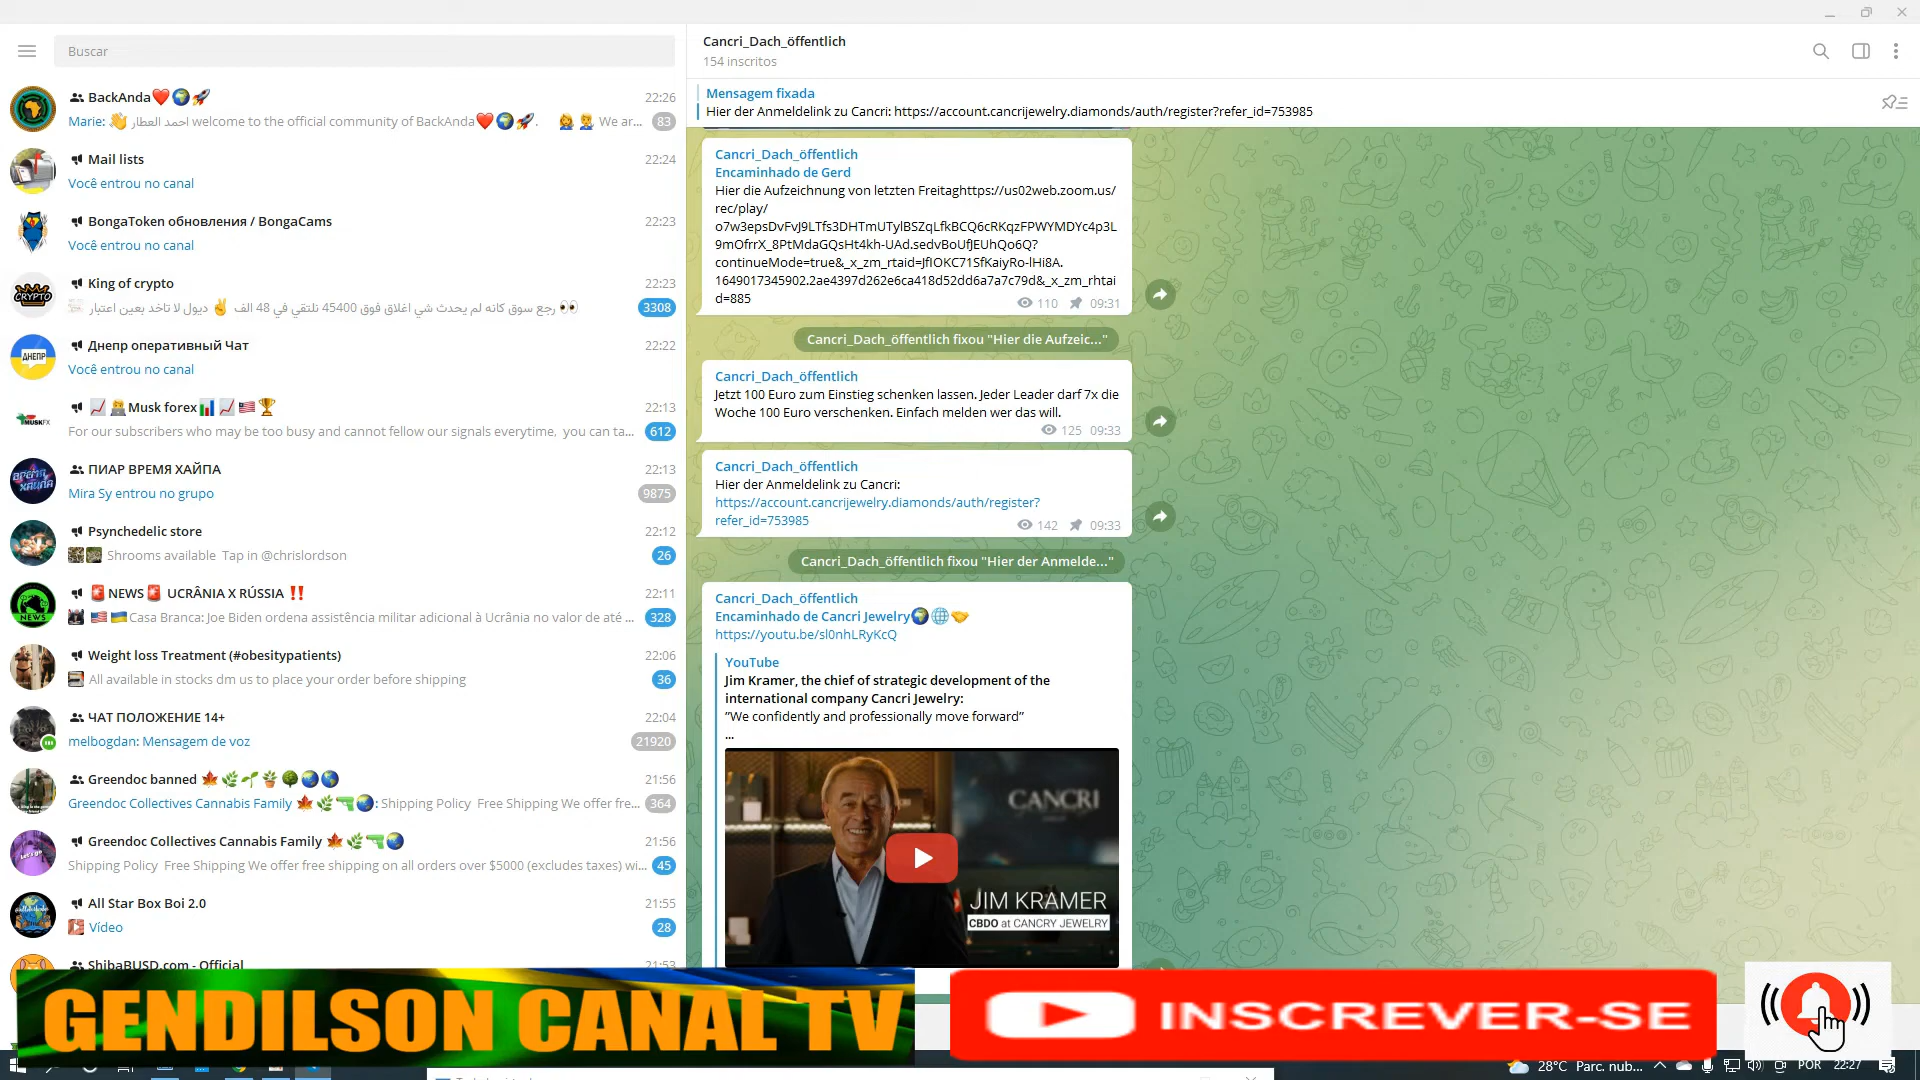 Buscar
BackAnda❤️🌍🚀 22:26
Marie: 👋 احمد العطار welcome to the official community of BackAnda❤️🌍🚀. 🙋‍♀️🙋‍♂️ We ar... 83
Mail lists 22:24
Você entrou no canal
BongaToken обновления / BongaCams 22:23
Você entrou no canal
King of crypto 22:23
رجع سوق كانه لم يحدث شي اغلاق فوق 45400 نلتقي في 48 الف ✌️ ديول لا تاخد بعين اعتبار 3308
Днепр оперативный Чат 22:22
Você entrou no canal
Musk forex 22:13
For our subscribers who may be too busy and cannot fellow our signals everytime, you can ta... 612
ПИАР ВРЕМЯ ХАЙПА 22:13
Mira Sy entrou no grupo 9875
Psynchedelic store 22:12
Shrooms available Tap in @chrislordson 26
🚨NEWS🚨 UCRÂNIA X RÚSSIA ‼️ 22:11
Casa Branca: Joe Biden ordena assistência militar adicional à Ucrânia no valor de até ... 328
Weight loss Treatment (#obesitypatients) 22:06
All available in stocks dm us to place your order before shipping 36
ЧАТ ПОЛОЖЕНИЕ 14+ 22:04
melbogdan: Mensagem de voz 21920
Greendoc banned 🍁🌿🌱🪴🌳🌏🌎 21:56
Greendoc Collectives Cannabis Family 🍁🌿🔫🌏: Shipping Policy Free Shipping We offer fre... 364
Greendoc Collectives Cannabis Family 🍁🌿🔫🌏 21:56
Shipping Policy Free Shipping We offer free shipping on all orders over $5000 (excludes taxes) wi... 45
All Star Box Boi 2.0 21:55
Vídeo 28
ShibaBUSD.com - Official 21:53
CRYPTO
ДНЕПР
MUSKFX
ВРЕМЯ ХАЙПА
NEWS
Let's go
Cancri_Dach_öffentlich
154 inscritos
Mensagem fixada
Hier der Anmeldelink zu Cancri: https://account.cancrijewelry.diamonds/auth/register?refer_id=753985
Cancri_Dach_öffentlich
Encaminhado de Gerd
Hier die Aufzeichnung von letzten Freitaghttps://us02web.zoom.us/
rec/play/
o7w3epsDvFvJ9LTfs3DHTmUTylBSZqLfkBCQ6cRKqzFPWYMDYc4p3L
9mOfrrX_8PtMdaGQsHt4kh-UAd.sedvBoUfJEUhQo6Q?
continueMode=true&_x_zm_rtaid=JfIOKC71SfKaiyRo-lHi8A.
1649017345902.2ae4397d262e6ca418d52dd6a7a7c79d&_x_zm_rhtai
d=885 110 09:31
Cancri_Dach_öffentlich fixou "Hier die Aufzeic..."
Cancri_Dach_öffentlich
Jetzt 100 Euro zum Einstieg schenken lassen. Jeder Leader darf 7x die
Woche 100 Euro verschenken. Einfach melden wer das will.
125 09:33
Cancri_Dach_öffentlich
Hier der Anmeldelink zu Cancri:
https://account.cancrijewelry.diamonds/auth/register?
refer_id=753985 142 09:33
Cancri_Dach_öffentlich fixou "Hier der Anmelde..."
Cancri_Dach_öffentlich
Encaminhado de Cancri Jewelry🌍🌐🤝
https://youtu.be/sl0nhLRyKcQ
YouTube
Jim Kramer, the chief of strategic development of the
international company Cancri Jewelry:
"We confidently and professionally move forward"
...
CANCRI
JIM KRAMER
CBDO at CANCRY JEWELRY
GENDILSON CANAL TV
INSCREVER-SE
28°C Parc. nub... POR 22:27